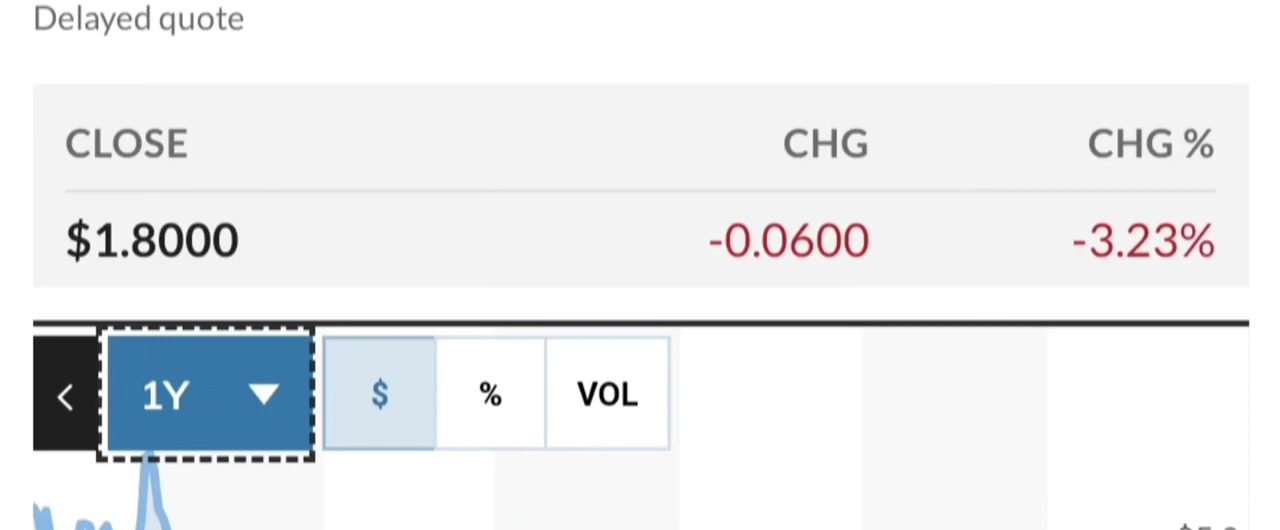 Delayed quote
CLOSE CHG CHG %
$1.8000 -0.0600 -3.23%
1Y $ % VOL